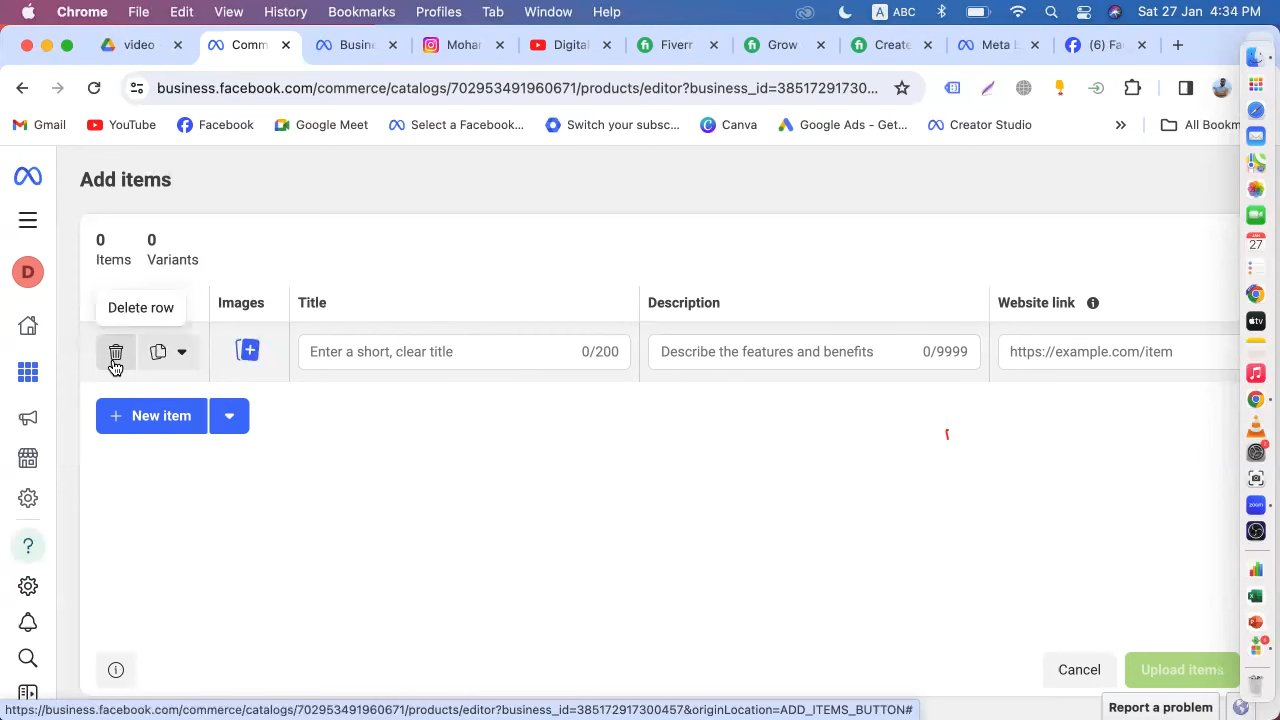 Chrome File Edit View History Bookmarks Profiles Tab Window Help A ABC Sat 27 Jan 4:34 PM
video Comm Busin Mohar Digital Fiverr Grow Create Meta (6) Fa
business.facebook.com/commerce/catalogs/702953491960671/products/editor?business_id=38517291730...
Gmail YouTube Facebook Google Meet Select a Facebook... Switch your subsc... Canva Google Ads - Get... Creator Studio » All Bookm
Add items
0 0
Items Variants
Delete row Images Title Description Website link
Enter a short, clear title 0/200 Describe the features and benefits 0/9999 https://example.com/item
+ New item
D
JAN
27
tv
zoom
Cancel Upload items
https://business.facebook.com/commerce/catalogs/702953491960671/products/editor?business_id=385172917300457&originLocation=ADD_ITEMS_BUTTON# Report a problem